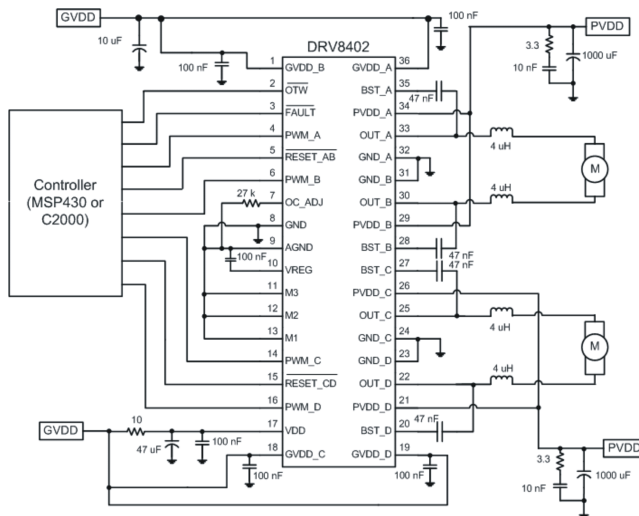 GVDD
PVDD
10 uF
100 nF
100 nF
3.3
1000 uF
10 nF
DRV8402
1 GVDD_B GVDD_A 36
2 OTW BST_A 35
47 nF
3 FAULT PVDD_A 34
4 PWM_A OUT_A 33
4 uH
5 RESET_AB GND_A 32
M
6 PWM_B GND_B 31
Controller
(MSP430 or
C2000)
27 k
4 uH
7 OC_ADJ OUT_B 30
8 GND PVDD_B 29
9 AGND BST_B 28
100 nF
47 nF
47 nF
10 VREG BST_C 27
11 M3 PVDD_C 26
12 M2 OUT_C 25
4 uH
13 M1 GND_C 24
M
14 PWM_C GND_D 23
4 uH
15 RESET_CD OUT_D 22
16 PWM_D PVDD_D 21
47 nF
GVDD
10
17 VDD BST_D 20
47 uF
100 nF
PVDD
18 GVDD_C GVDD_D 19
100 nF
100 nF
3.3
1000 uF
10 nF